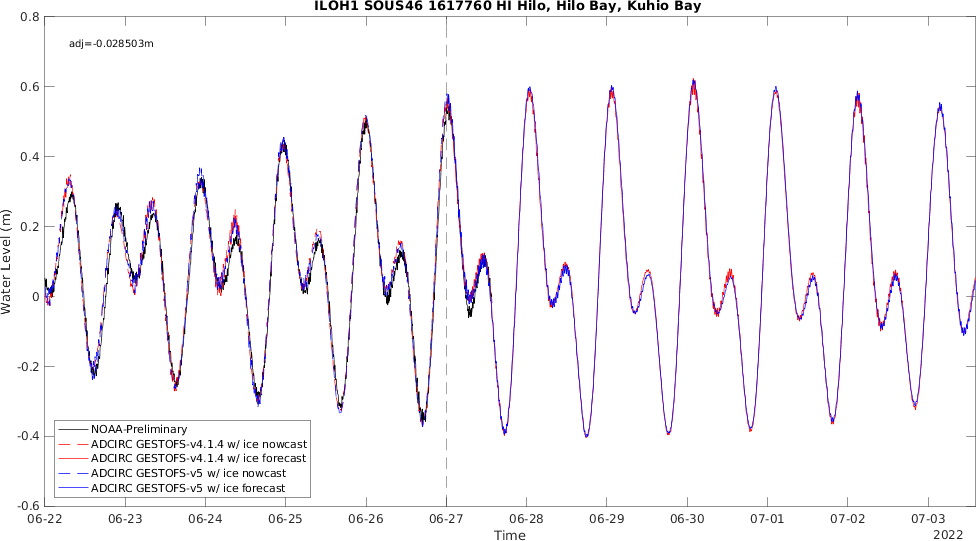 ILOH1 SOUS46 1617760 HI Hilo, Hilo Bay, Kuhio Bay
adj=-0.028503m
0.8
0.6
0.4
0.2
0
-0.2
-0.4
-0.6
Water Level (m)
NOAA-Preliminary
ADCIRC GESTOFS-v4.1.4 w/ ice nowcast
ADCIRC GESTOFS-v4.1.4 w/ ice forecast
ADCIRC GESTOFS-v5 w/ ice nowcast
ADCIRC GESTOFS-v5 w/ ice forecast
06-22 06-23 06-24 06-25 06-26 06-27 06-28 06-29 06-30 07-01 07-02 07-03
Time
2022